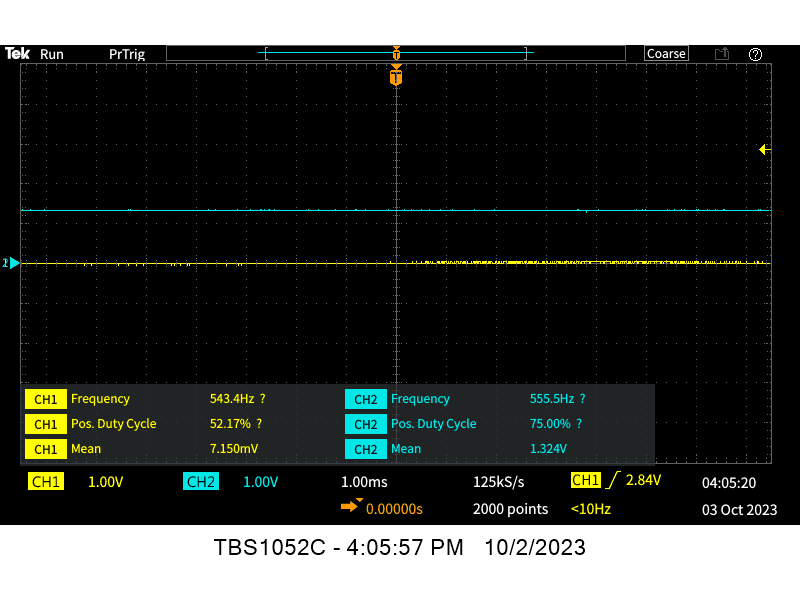 Tek Run PrTrig Coarse ?
T
T
2
CH1 Frequency 543.4Hz ? CH2 Frequency 555.5Hz ?
CH1 Pos. Duty Cycle 52.17% ? CH2 Pos. Duty Cycle 75.00% ?
CH1 Mean 7.150mV CH2 Mean 1.324V
CH1 1.00V CH2 1.00V 1.00ms 125kS/s CH1 2.84V 04:05:20
0.00000s 2000 points <10Hz 03 Oct 2023
TBS1052C - 4:05:57 PM 10/2/2023